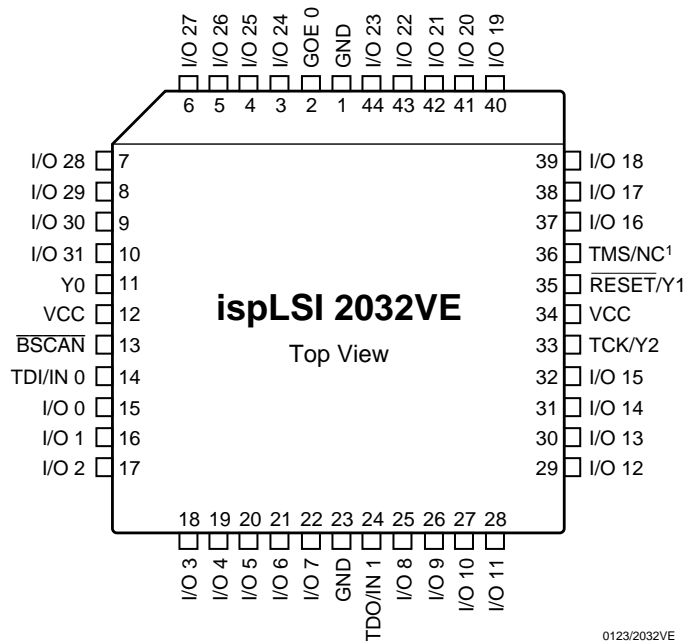 I/O 27 I/O 26 I/O 25 I/O 24 GOE 0 GND I/O 23 I/O 22 I/O 21 I/O 20 I/O 19
6 5 4 3 2 1 44 43 42 41 40
I/O 28 7 39 I/O 18
I/O 29 8 38 I/O 17
I/O 30 9 37 I/O 16
I/O 31 10 36 TMS/NC¹
Y0 11 35 RESET/Y1
VCC 12 34 VCC
BSCAN 13 33 TCK/Y2
TDI/IN 0 14 32 I/O 15
I/O 0 15 31 I/O 14
I/O 1 16 30 I/O 13
I/O 2 17 29 I/O 12
ispLSI 2032VE
Top View
18 19 20 21 22 23 24 25 26 27 28
I/O 3 I/O 4 I/O 5 I/O 6 I/O 7 GND TDO/IN 1 I/O 8 I/O 9 I/O 10 I/O 11
0123/2032VE